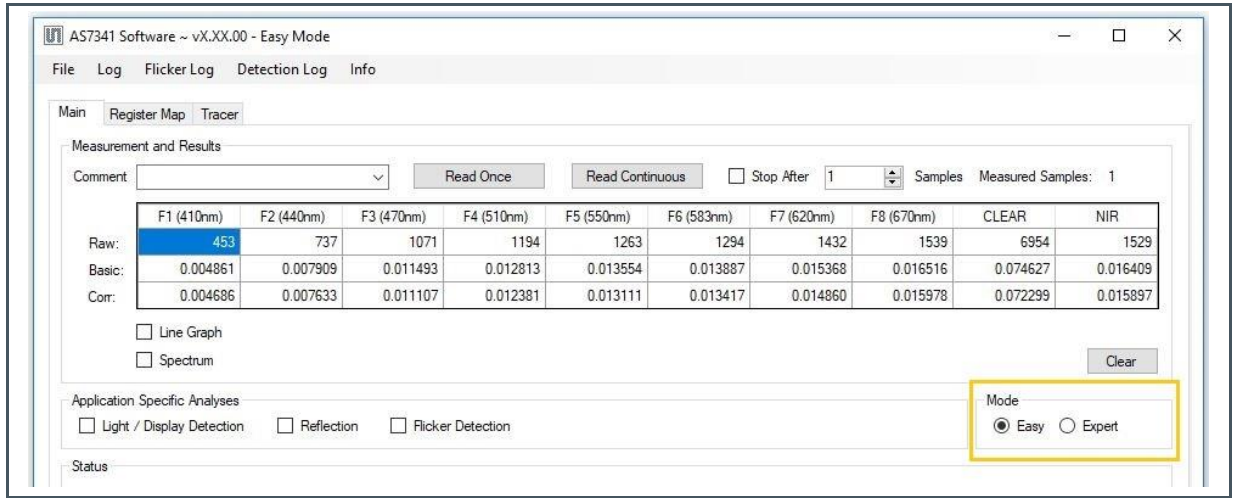 AS7341 Software ~ vX.XX.00 - Easy Mode
File Log Flicker Log Detection Log Info
Main Register Map Tracer
Measurement and Results
Comment Read Once Read Continuous Stop After 1 Samples Measured Samples: 1
F1 (410nm) F2 (440nm) F3 (470nm) F4 (510nm) F5 (550nm) F6 (583nm) F7 (620nm) F8 (670nm) CLEAR NIR
Raw: 453 737 1071 1194 1263 1294 1432 1539 6954 1529
Basic: 0.004861 0.007909 0.011493 0.012813 0.013554 0.013887 0.015368 0.016516 0.074627 0.016409
Corr: 0.004686 0.007633 0.011107 0.012381 0.013111 0.013417 0.014860 0.015978 0.072299 0.015897
Line Graph
Spectrum
Clear
Application Specific Analyses Mode
Light / Display Detection Reflection Flicker Detection Easy Expert
Status